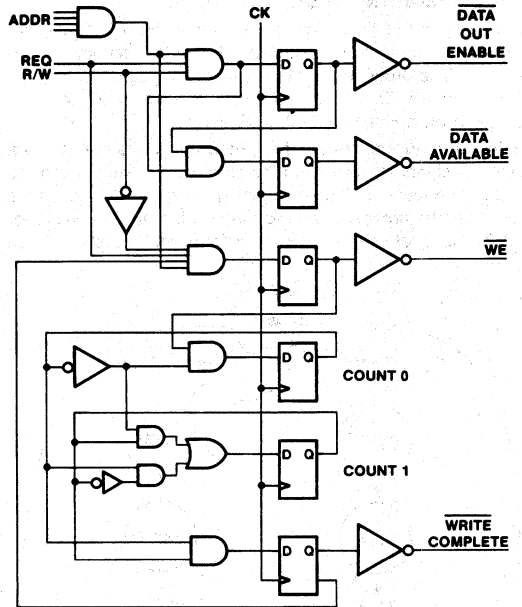 CK
ADDR
REQ
R/W
D Q
DATA
OUT
ENABLE
D Q
DATA
AVAILABLE
D Q
WE
D Q
COUNT 0
D Q
COUNT 1
D Q
WRITE
COMPLETE